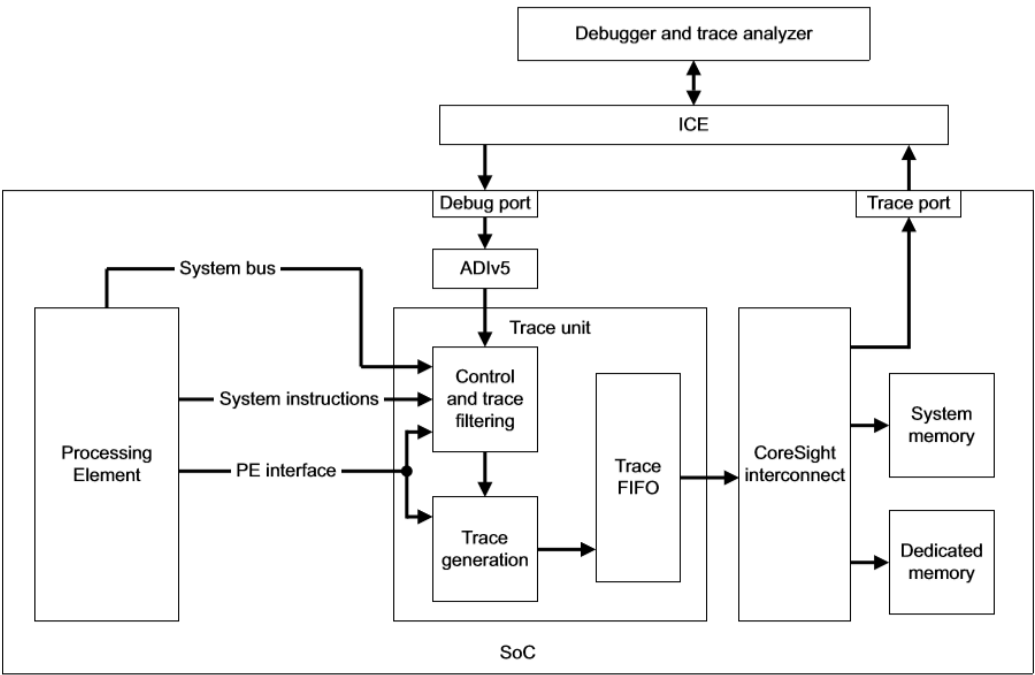 Debugger and trace analyzer
ICE
Debug port
Trace port
ADIv5
System bus
Trace unit
Control
and trace
filtering
System instructions
System
memory
Processing
Element
PE interface
Trace
FIFO
CoreSight
interconnect
Trace
generation
Dedicated
memory
SoC